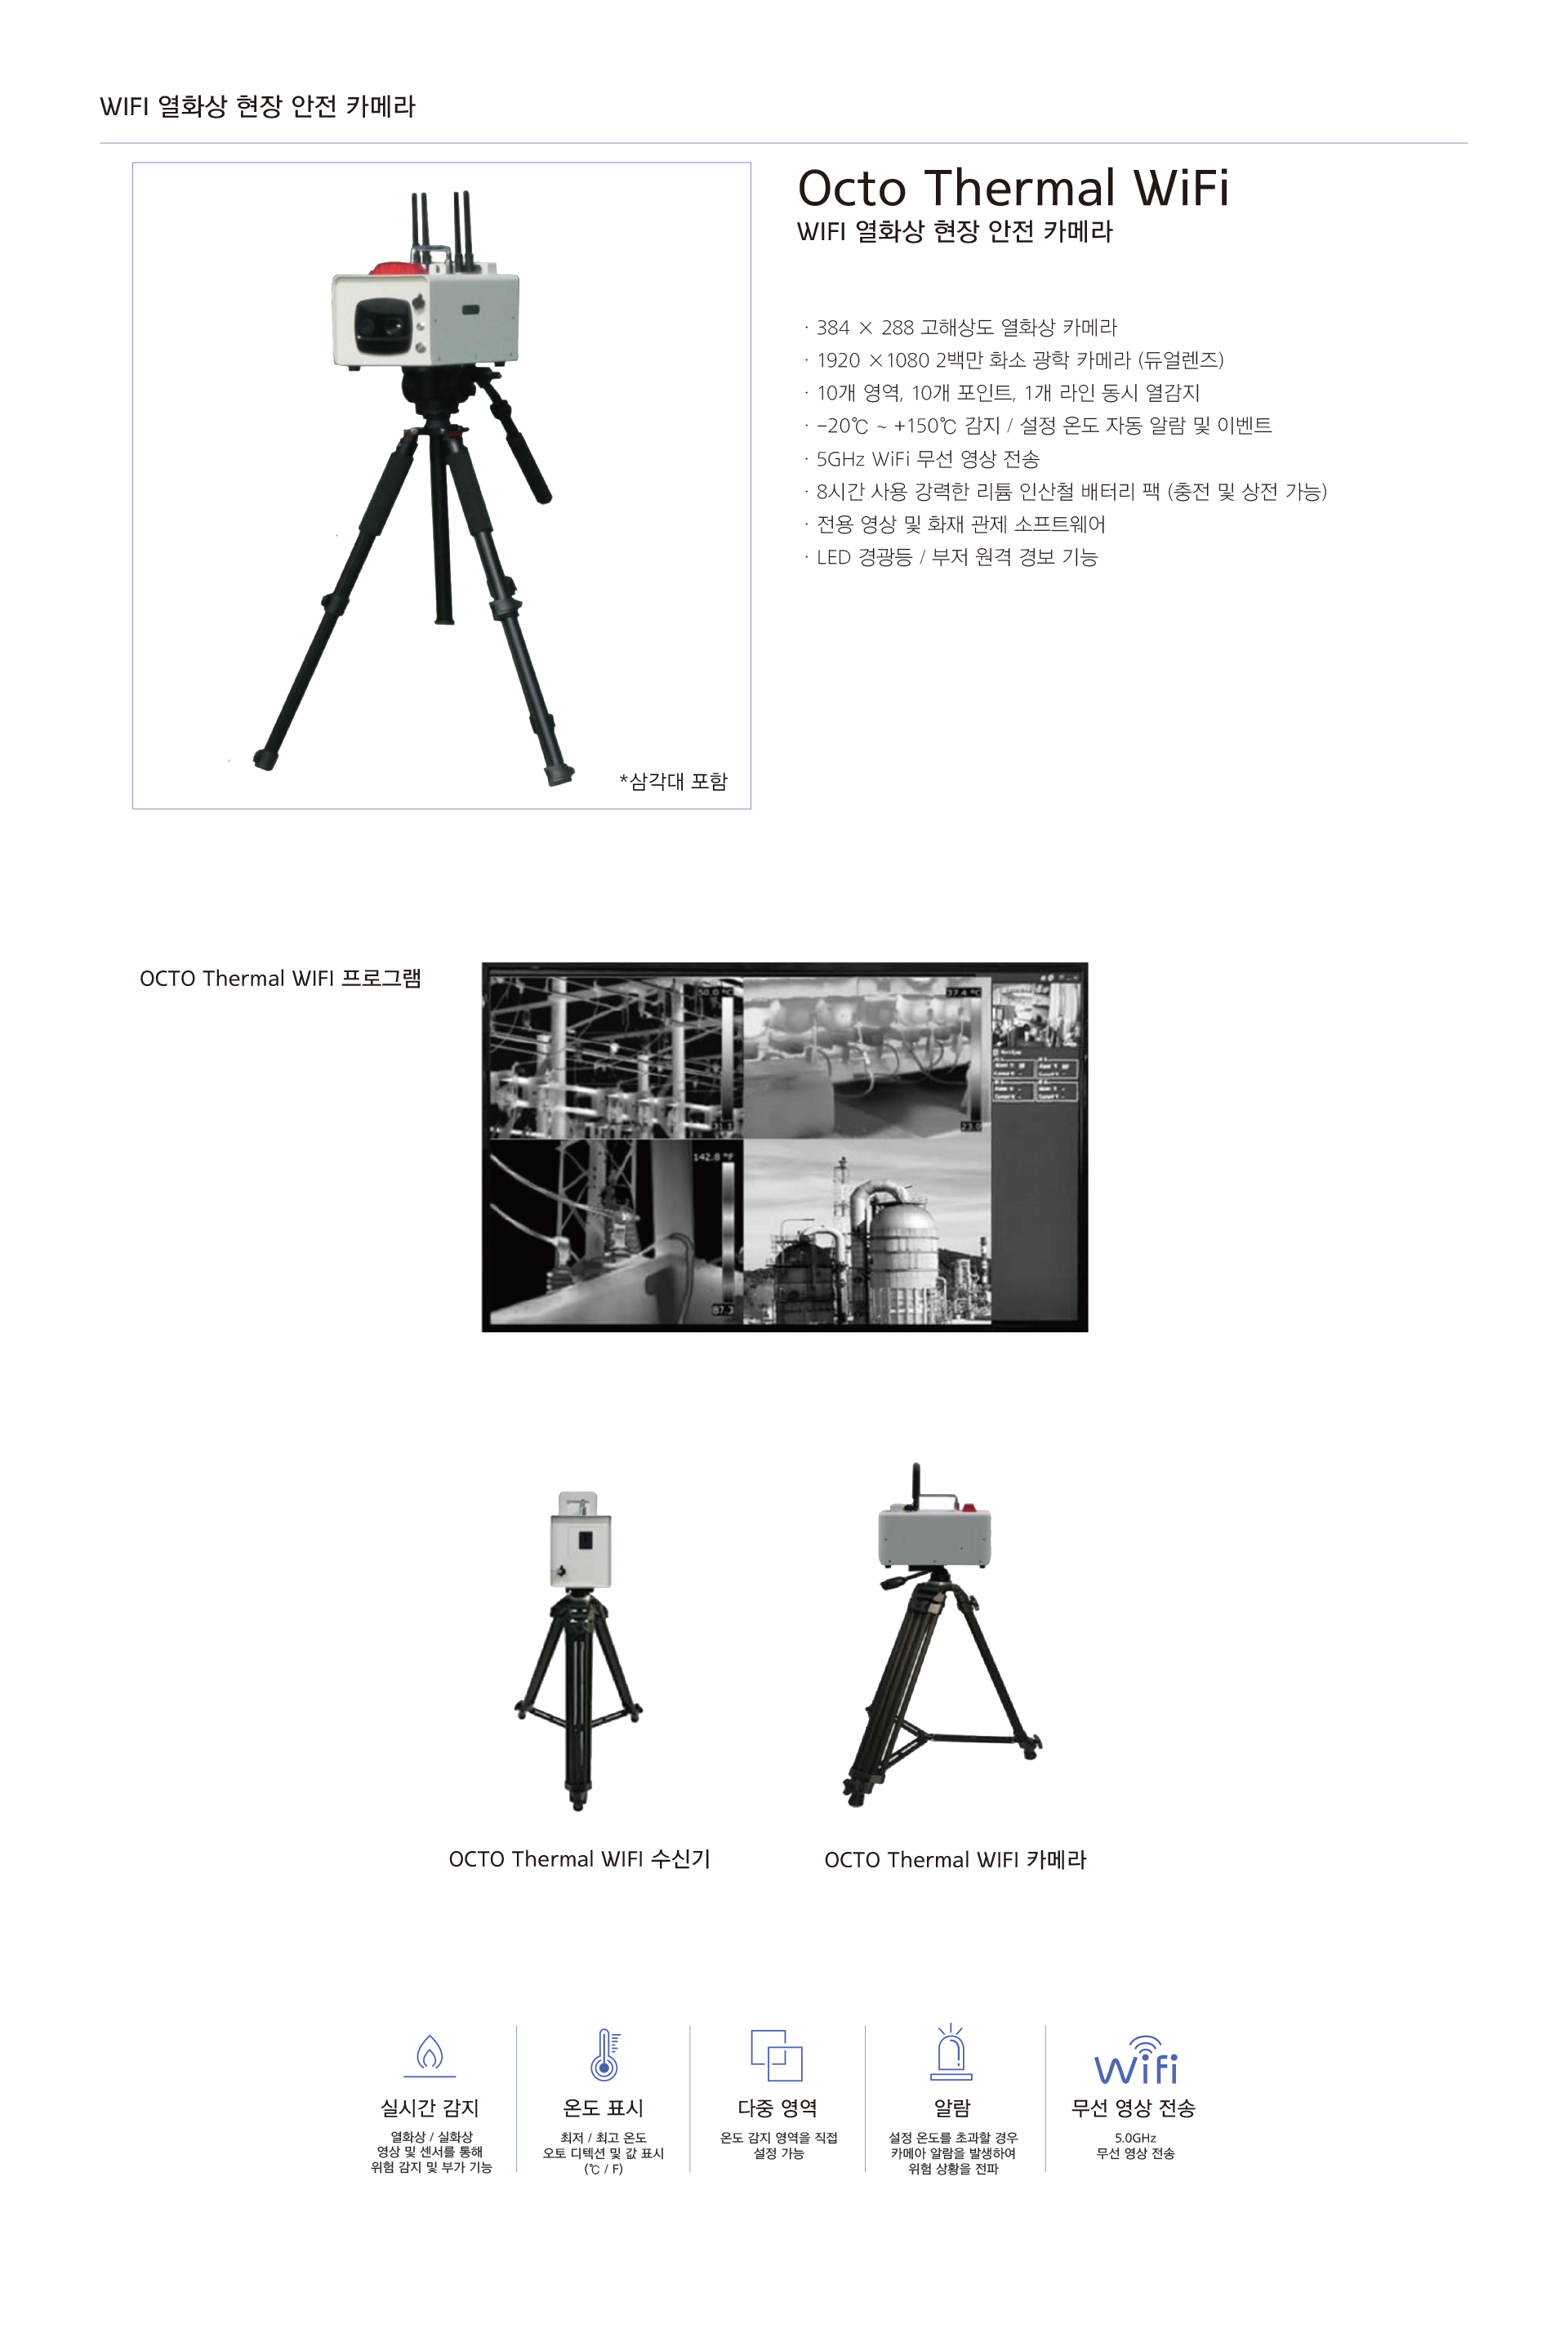 WIFI 열화상 현장 안전 카메라
Octo Thermal WiFi
WIFI 열화상 현장 안전 카메라
· 384 × 288 고해상도 열화상 카메라
· 1920 ×1080 2백만 화소 광학 카메라 (듀얼렌즈)
· 10개 영역, 10개 포인트, 1개 라인 동시 열감지
· -20℃ ~ +150℃ 감지 / 설정 온도 자동 알람 및 이벤트
· 5GHz WiFi 무선 영상 전송
· 8시간 사용 강력한 리튬 인산철 배터리 팩 (충전 및 상전 가능)
· 전용 영상 및 화재 관제 소프트웨어
· LED 경광등 / 부저 원격 경보 기능
*삼각대 포함
OCTO Thermal WIFI 프로그램
50.0 °C
37.4 °C
23.0
142.8 °F
87.3
OCTO Thermal WIFI 수신기
OCTO Thermal WIFI 카메라
실시간 감지
열화상 / 실화상
영상 및 센서를 통해
위험 감지 및 부가 기능
온도 표시
최저 / 최고 온도
오토 디텍션 및 값 표시
(℃ / F)
다중 영역
온도 감지 영역을 직접
설정 가능
알람
설정 온도를 초과할 경우
카메아 알람을 발생하여
위험 상황을 전파
Wifi
무선 영상 전송
5.0GHz
무선 영상 전송